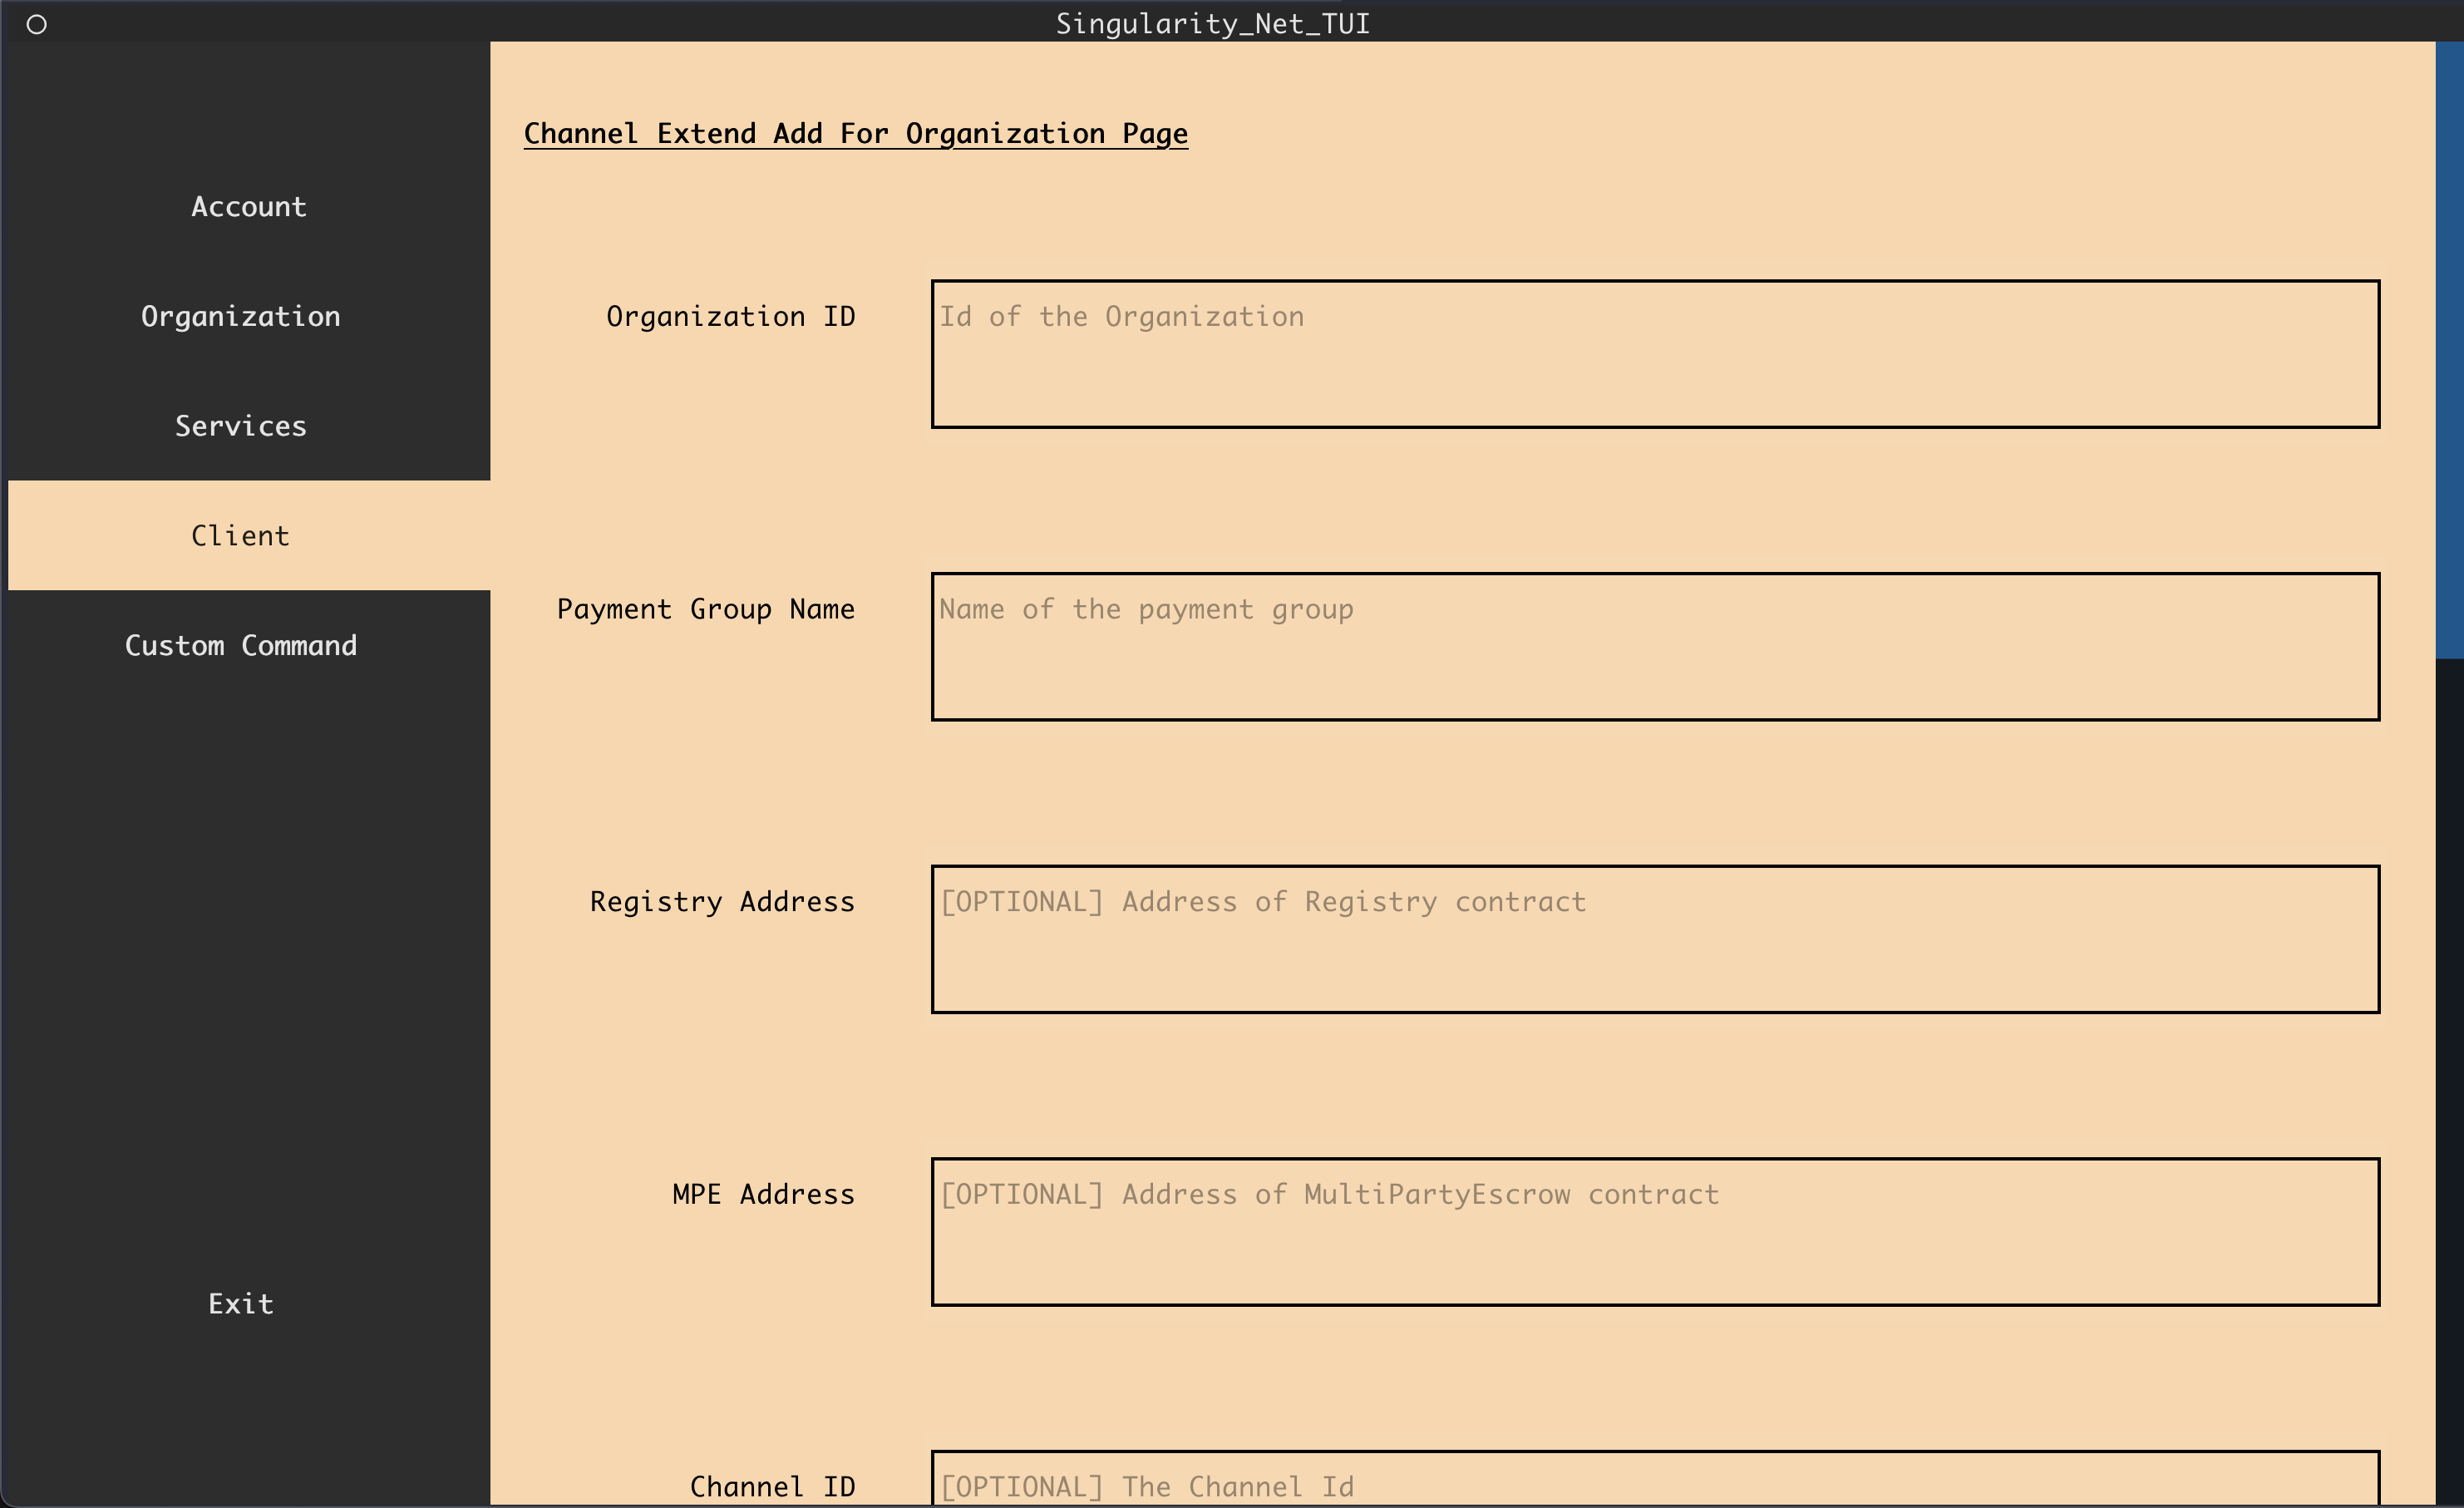 Singularity_Net_TUI
Account
Organization
Services
Client
Custom Command
Exit
Channel Extend Add For Organization Page
Organization ID
Id of the Organization
Payment Group Name
Name of the payment group
Registry Address
[OPTIONAL] Address of Registry contract
MPE Address
[OPTIONAL] Address of MultiPartyEscrow contract
Channel ID
[OPTIONAL] The Channel Id